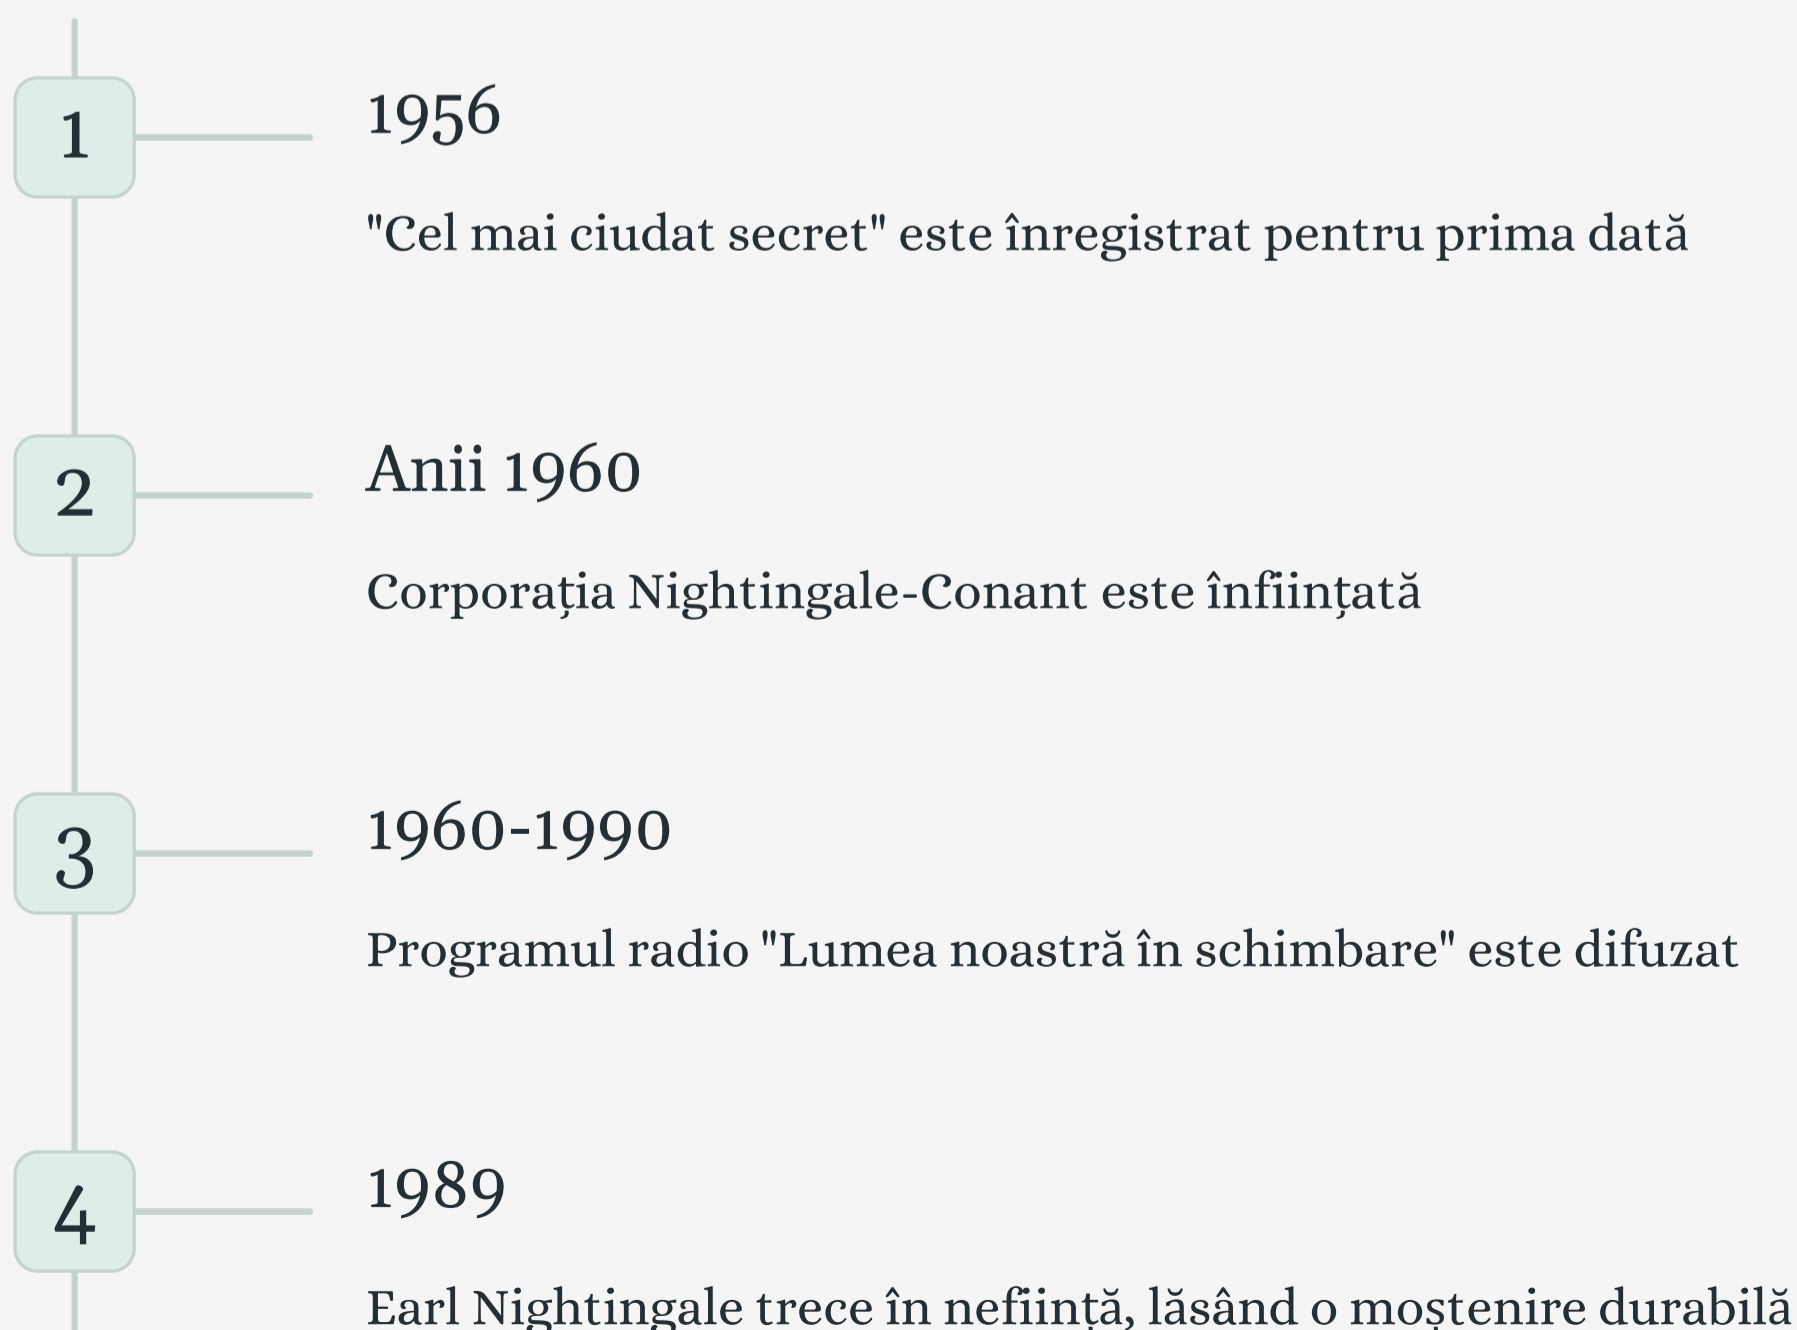 1
1956
"Cel mai ciudat secret" este înregistrat pentru prima dată
2
Anii 1960
Corporația Nightingale-Conant este înființată
3
1960-1990
Programul radio "Lumea noastră în schimbare" este difuzat
4
1989
Earl Nightingale trece în neființă, lăsând o moștenire durabilă